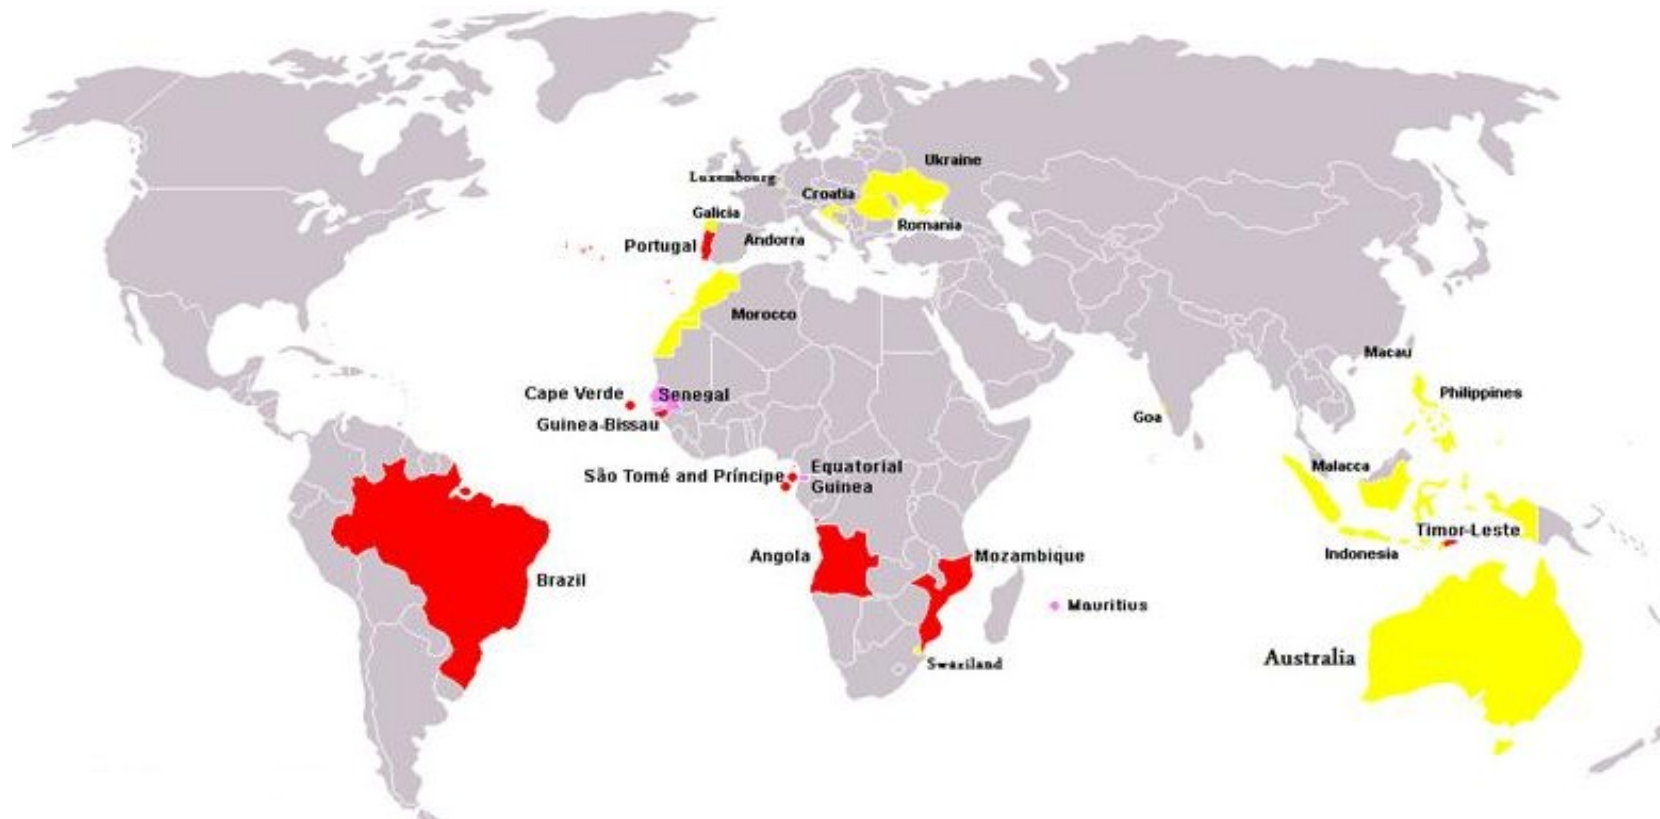 Ukraine
Luxembourg
Croatia
Galicia
Romania
Portugal
Andorra
Morocco
Macau
Cape Verde
Senegal
Philippines
Goa
Guinea-Bissau
Malacca
São Tomé and Príncipe
Equatorial
Guinea
Timor-Leste
Indonesia
Angola
Mozambique
Brazil
Mauritius
Australia
Swaziland